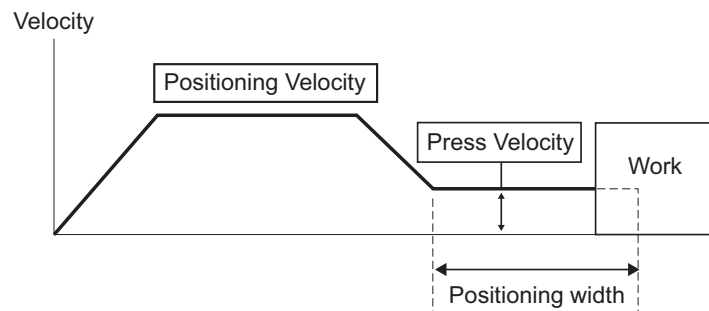 Velocity
Positioning Velocity
Press Velocity
Work
Positioning width